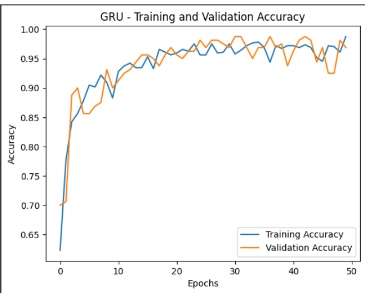 GRU - Training and Validation Accuracy
1.00
0.95
0.90
0.85
0.80
0.75
0.70
0.65
Accuracy
Training Accuracy
Validation Accuracy
0 10 20 30 40 50
Epochs